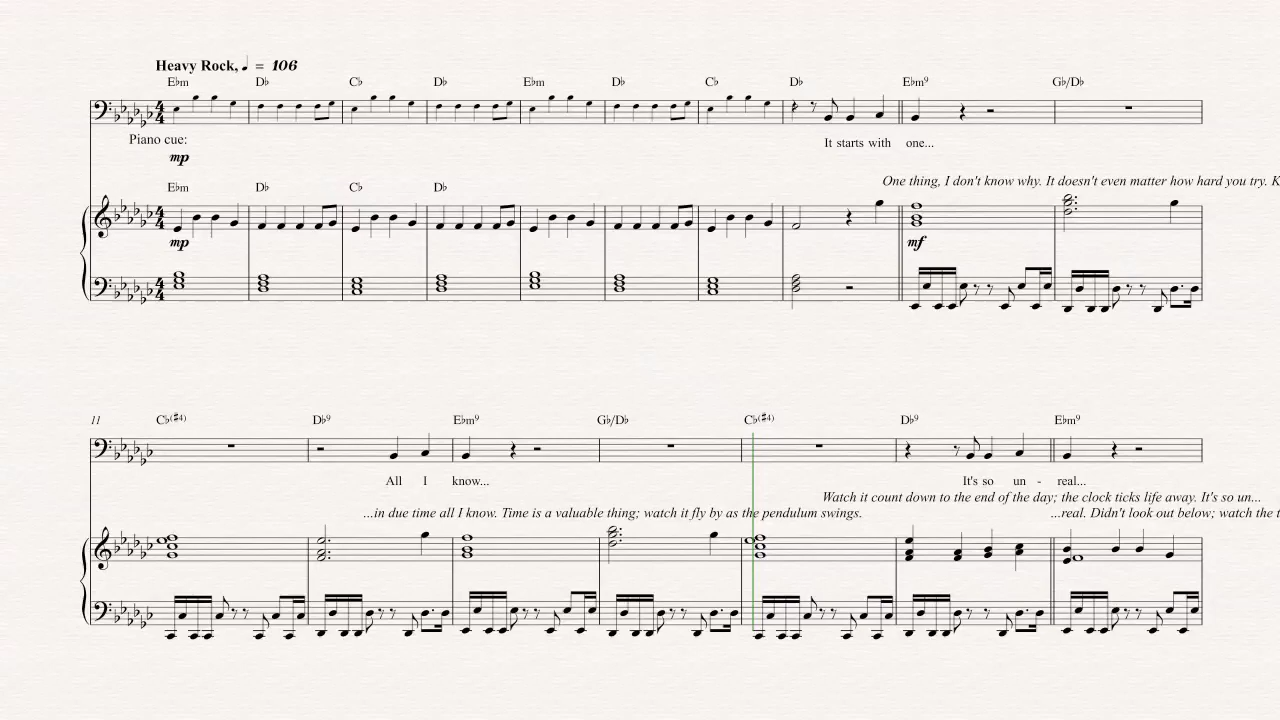 Heavy Rock, ♩ = 106
E♭m D♭ C♭ D♭ E♭m D♭ C♭ D♭ E♭m9 G♭/D♭
Piano cue: It starts with one...
mp
One thing, I don't know why. It doesn't even matter how hard you try. K
E♭m D♭ C♭ D♭
mp mf
11 C♭(#4) D♭9 E♭m9 G♭/D♭ C♭(#4) D♭9 E♭m9
All I know... It's so un - real...
Watch it count down to the end of the day; the clock ticks life away. It's so un...
...in due time all I know. Time is a valuable thing; watch it fly by as the pendulum swings. ...real. Didn't look out below; watch the t